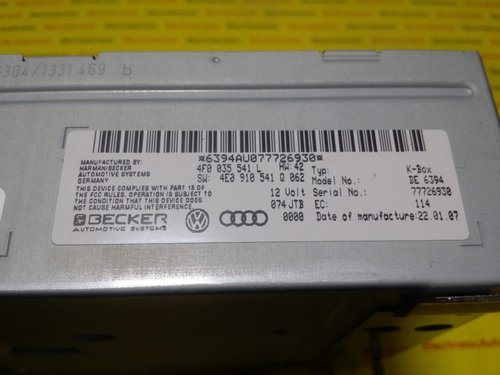 6304/1331 469 b
*6394AU077726930*
MANUFACTURED BY:
HARMAN/BECKER
AUTOMOTIVE SYSTEMS
GERMANY
4F0 035 541 L HW: 42
SW: 4E0 910 541 Q 062
Typ: K-Box
Model No.: BE 6394
THIS DEVICE COMPLIES WITH PART 15 OF
THE FCC RULES. OPERATION IS SUBJECT TO
THE CONDITION THAT THIS DEVICE DOES
NOT CAUSE HARMFUL INTERFERENCE.
12 Volt Serial No.: 77726930
074 JTB EC: 114
0000 Date of manufacture: 22.01.07
BECKER
AUTOMOTIVE SYSTEMS